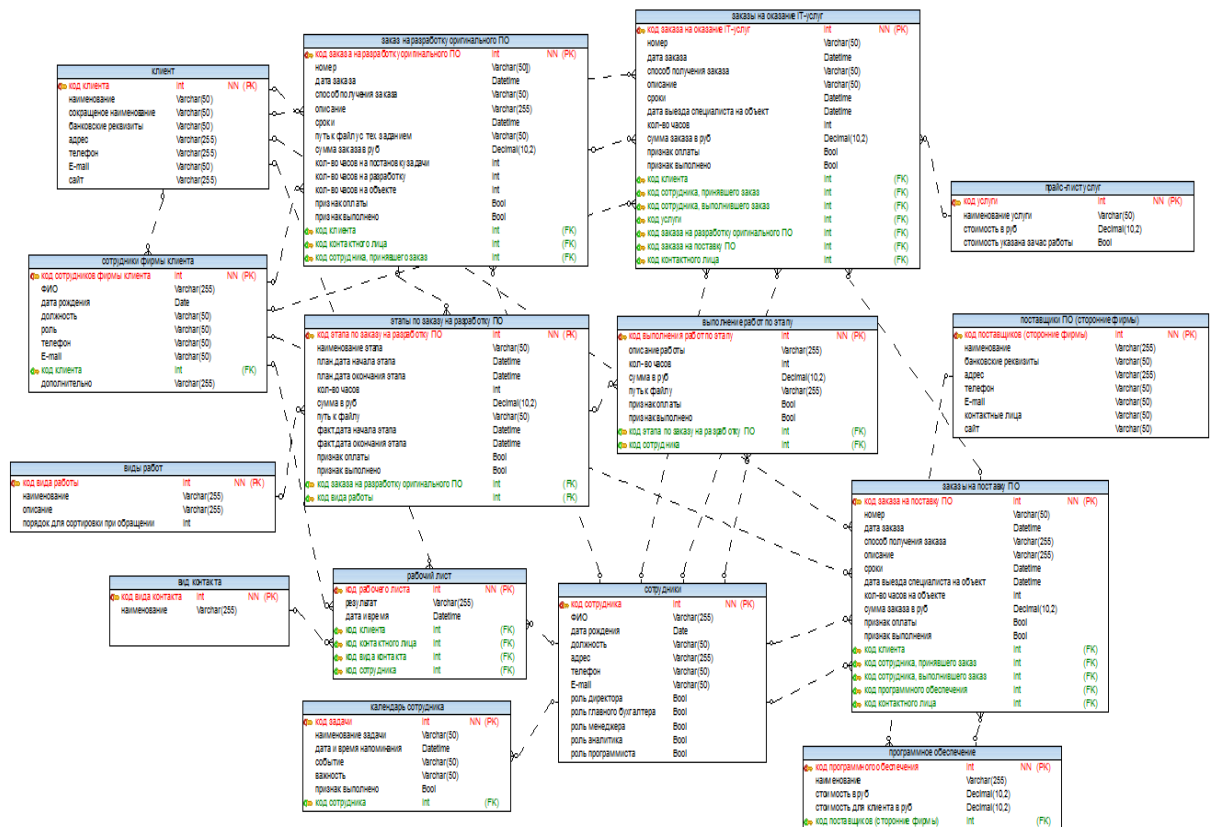 клиент
код клиента Int NN (PK)
наименование Varchar(50)
сокращеное наименование Varchar(50)
банковские реквизиты Varchar(50)
адрес Varchar(255)
телефон Varchar(255)
E-mail Varchar(50)
сайт Varchar(255)
заказ на разработку оригинального ПО
код заказа на разработку оригинального ПО Int NN (PK)
номер Varchar(50)
дата заказа Datetime
способ получения заказа Varchar(50)
описание Varchar(255)
сроки Datetime
путь к файлу с тех. заданием Varchar(50)
сумма заказа в руб Decimal(10,2)
кол-во часов на постановку задачи Int
кол-во часов на разработку Int
кол-во часов на объекте Int
признак оплаты Bool
признак выполнено Bool
код клиента Int (FK)
код контактного лица Int (FK)
код сотрудника, принявшего заказ Int (FK)
заказы на оказание IT-услуг
код заказа на оказание IT-услуг Int NN (PK)
номер Varchar(50)
дата заказа Datetime
способ получения заказа Varchar(50)
описание Varchar(50)
сроки Datetime
дата выезда специалиста на объект Datetime
кол-во часов Int
сумма заказа в руб Decimal(10,2)
признак оплаты Bool
признак выполнено Bool
код клиента Int (FK)
код сотрудника, принявшего заказ Int (FK)
код сотрудника, выполнившего заказ Int (FK)
код услуги Int (FK)
код заказа на разработку оригинального ПО Int (FK)
код заказа на поставку ПО Int (FK)
код контактного лица Int (FK)
прайс-лист услуг
код услуги Int NN (PK)
наименование услуги Varchar(50)
стоимость в руб Decimal(10,2)
стоимость указана за час работы Bool
сотрудники фирмы клиента
код сотрудников фирмы клиента Int NN (PK)
ФИО Varchar(255)
дата рождения Date
должность Varchar(50)
роль Varchar(50)
телефон Varchar(50)
E-mail Varchar(50)
код клиента Int (FK)
дополнительно Varchar(255)
этапы по заказу на разработку ПО
код этапа по заказу на разработку ПО Int NN (PK)
наименование этапа Varchar(50)
план.дата начала этапа Datetime
план.дата окончания этапа Datetime
кол-во часов Int
сумма в руб Decimal(10,2)
путь к файлу Varchar(50)
факт.дата начала этапа Datetime
факт.дата окончания этапа Datetime
признак оплаты Bool
признак выполнено Bool
код заказа на разработку оригинального ПО Int (FK)
код вида работы Int (FK)
выполнение работ по этапу
код выполнения работ по этапу Int NN (PK)
описание работы Varchar(255)
кол-во часов Int
сумма в руб Decimal(10,2)
путь к файлу Varchar(255)
признак оплаты Bool
признак выполнено Bool
код этапа по заказу на разработку ПО Int (FK)
код сотрудника Int (FK)
поставщики ПО (сторонние фирмы)
код поставщиков (сторонние фирмы) Int NN (PK)
наименование Varchar(255)
банковские реквизиты Varchar(50)
адрес Varchar(255)
телефон Varchar(50)
E-mail Varchar(50)
контактные лица Varchar(50)
сайт Varchar(50)
виды работ
код вида работы Int NN (PK)
наименование Varchar(255)
описание Varchar(255)
порядок для сортировки при обращении Int
заказы на поставку ПО
код заказа на поставку ПО Int NN (PK)
номер Varchar(50)
дата заказа Datetime
способ получения заказа Varchar(255)
описание Varchar(255)
сроки Datetime
дата выезда специалиста на объект Datetime
кол-во часов на объекте Int
сумма заказа в руб Decimal(10,2)
признак оплаты Bool
признак выполнения Bool
код клиента Int (FK)
код сотрудника, принявшего заказ Int (FK)
код сотрудника, выполнившего заказ Int (FK)
код программного обеспечения Int (FK)
код контактного лица Int (FK)
вид контакта
код вида контакта Int NN (PK)
наименование Varchar(255)
рабочий лист
код рабочего листа Int NN (PK)
результат Varchar(255)
дата и время Datetime
код клиента Int (FK)
код контактного лица Int (FK)
код вида контакта Int (FK)
код сотрудника Int (FK)
сотрудники
код сотрудника Int NN (PK)
ФИО Varchar(255)
дата рождения Date
должность Varchar(50)
адрес Varchar(255)
телефон Varchar(50)
E-mail Varchar(50)
роль директора Bool
роль главного бухгалтера Bool
роль менеджера Bool
роль аналитика Bool
роль программиста Bool
календарь сотрудника
код задачи Int NN (PK)
наименование задачи Varchar(50)
дата и время напоминания Datetime
событие Varchar(50)
важность Varchar(50)
признак выполнено Bool
код сотрудника Int (FK)
программное обеспечение
код программного обеспечения Int NN (PK)
наименование Varchar(255)
стоимость в руб Decimal(10,2)
стоимость для клиента в руб Decimal(10,2)
код поставщиков (сторонние фирмы) Int (FK)